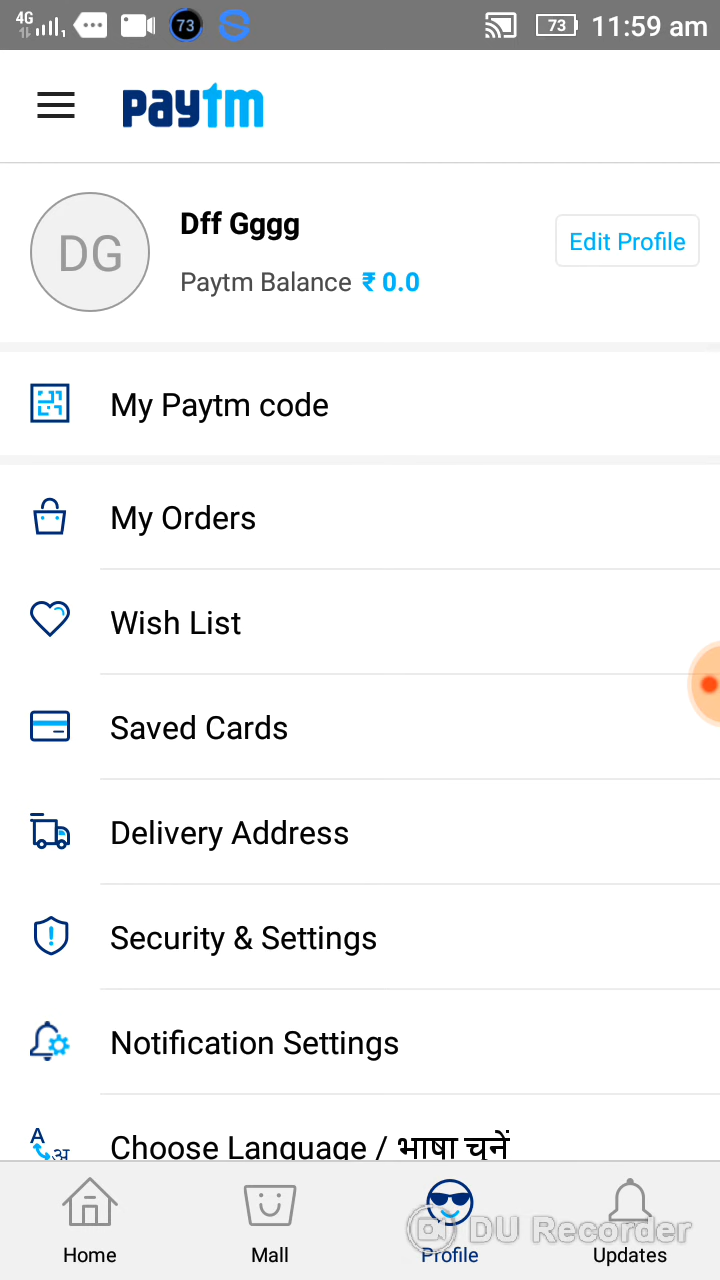 4G 73 73 11:59 am
paytm
DG
Dff Gggg
Edit Profile
Paytm Balance ₹ 0.0
My Paytm code
My Orders
Wish List
Saved Cards
Delivery Address
Security & Settings
Notification Settings
A अ
Choose Language / भाषा चुनें
DU Recorder
Home Mall Profile Updates